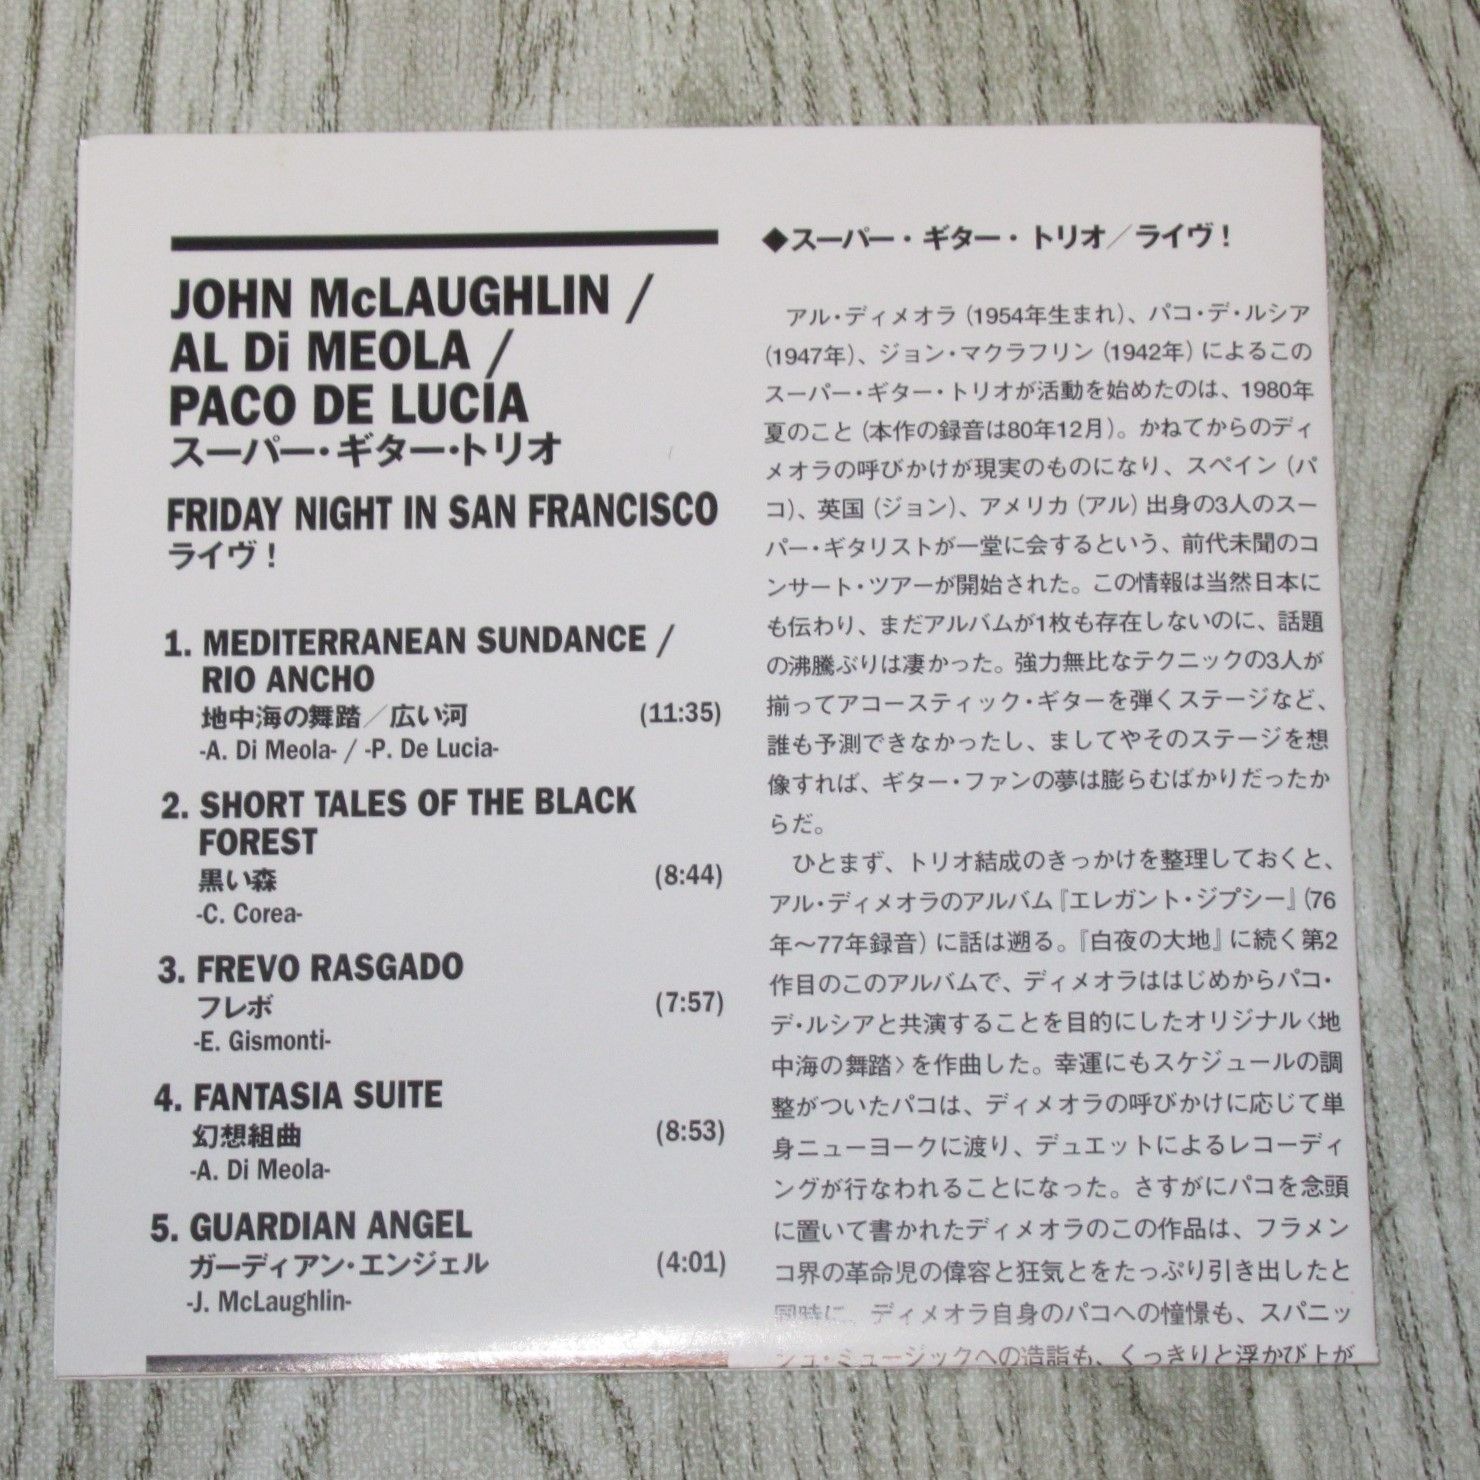 JOHN McLAUGHLIN /
AL Di MEOLA /
PACO DE LUCIA
スーパー・ギター・トリオ
FRIDAY NIGHT IN SAN FRANCISCO
ライヴ！
1. MEDITERRANEAN SUNDANCE /
RIO ANCHO
地中海の舞踏／広い河 (11:35)
-A. Di Meola- / -P. De Lucia-
2. SHORT TALES OF THE BLACK
FOREST
黒い森 (8:44)
-C. Corea-
3. FREVO RASGADO
フレボ (7:57)
-E. Gismonti-
4. FANTASIA SUITE
幻想組曲 (8:53)
-A. Di Meola-
5. GUARDIAN ANGEL
ガーディアン・エンジェル (4:01)
-J. McLaughlin-
◆スーパー・ギター・トリオ／ライヴ！
アル・ディメオラ（1954年生まれ）、パコ・デ・ルシア
（1947年）、ジョン・マクラフリン（1942年）によるこの
スーパー・ギター・トリオが活動を始めたのは、1980年
夏のこと（本作の録音は80年12月）。かねてからのディ
メオラの呼びかけが現実のものになり、スペイン（パ
コ）、英国（ジョン）、アメリカ（アル）出身の3人のスー
パー・ギタリストが一堂に会するという、前代未聞のコ
ンサート・ツアーが開始された。この情報は当然日本に
も伝わり、まだアルバムが1枚も存在しないのに、話題
の沸騰ぶりは凄かった。強力無比なテクニックの3人が
揃ってアコースティック・ギターを弾くステージなど、
誰も予測できなかったし、ましてやそのステージを想
像すれば、ギター・ファンの夢は膨らむばかりだったか
らだ。
ひとまず、トリオ結成のきっかけを整理しておくと、
アル・ディメオラのアルバム『エレガント・ジプシー』（76
年〜77年録音）に話は遡る。『白夜の大地』に続く第2
作目のこのアルバムで、ディメオラははじめからパコ・
デ・ルシアと共演することを目的にしたオリジナル〈地
中海の舞踏〉を作曲した。幸運にもスケジュールの調
整がついたパコは、ディメオラの呼びかけに応じて単
身ニューヨークに渡り、デュエットによるレコーディ
ングが行なわれることになった。さすがにパコを念頭
に置いて書かれたディメオラのこの作品は、フラメン
コ界の革命児の偉容と狂気とをたっぷり引き出したと
同時に、ディメオラ自身のパコへの憧憬も、スパニッ
シュ・ミュージックへの造詣も、くっきりと浮かび上が